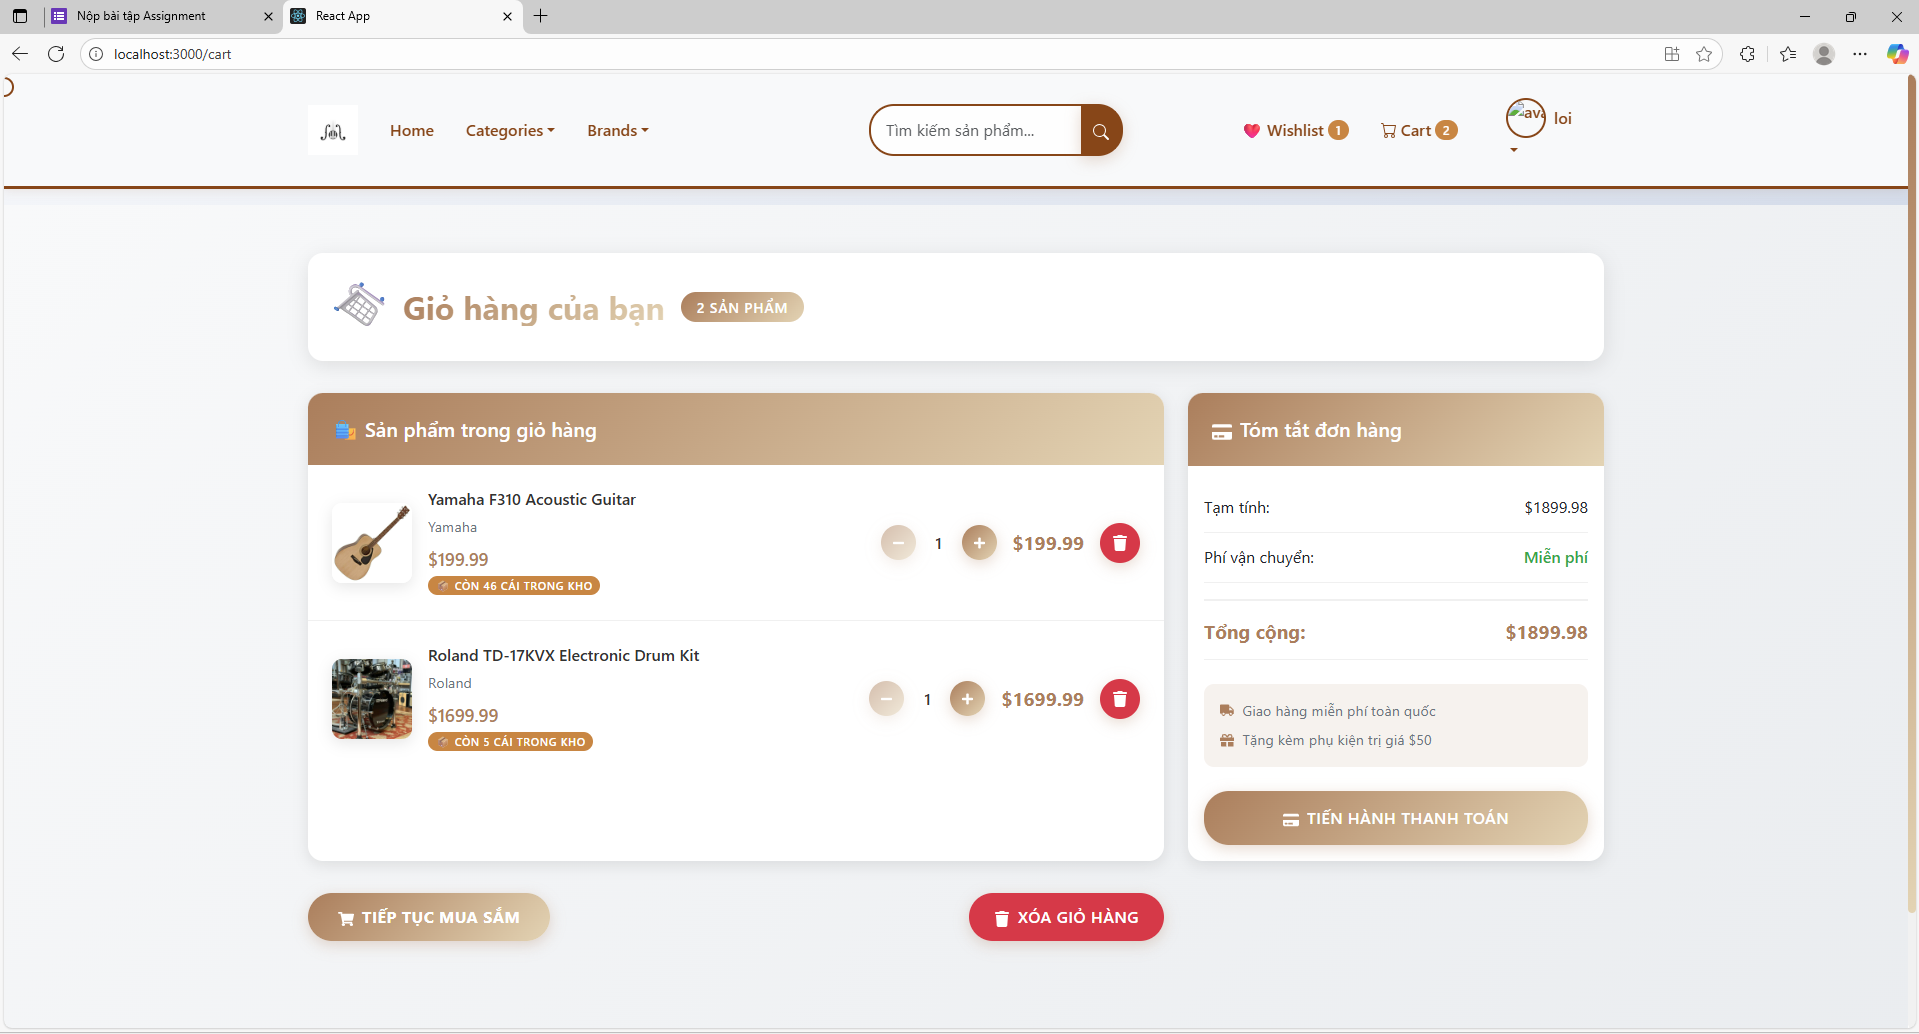 Nộp bài tập Assignment
React App
localhost:3000/cart
Home
Categories
Brands
Tìm kiếm sản phẩm...
Wishlist 1
Cart 2
ava
loi
Giỏ hàng của bạn
2 SẢN PHẨM
Sản phẩm trong giỏ hàng
Yamaha F310 Acoustic Guitar
Yamaha
$199.99
CÒN 46 CÁI TRONG KHO
− 1 + $199.99
Roland TD-17KVX Electronic Drum Kit
Roland
$1699.99
CÒN 5 CÁI TRONG KHO
− 1 + $1699.99
Tóm tắt đơn hàng
Tạm tính: $1899.98
Phí vận chuyển: Miễn phí
Tổng cộng: $1899.98
Giao hàng miễn phí toàn quốc
Tặng kèm phụ kiện trị giá $50
TIẾN HÀNH THANH TOÁN
TIẾP TỤC MUA SẮM
XÓA GIỎ HÀNG